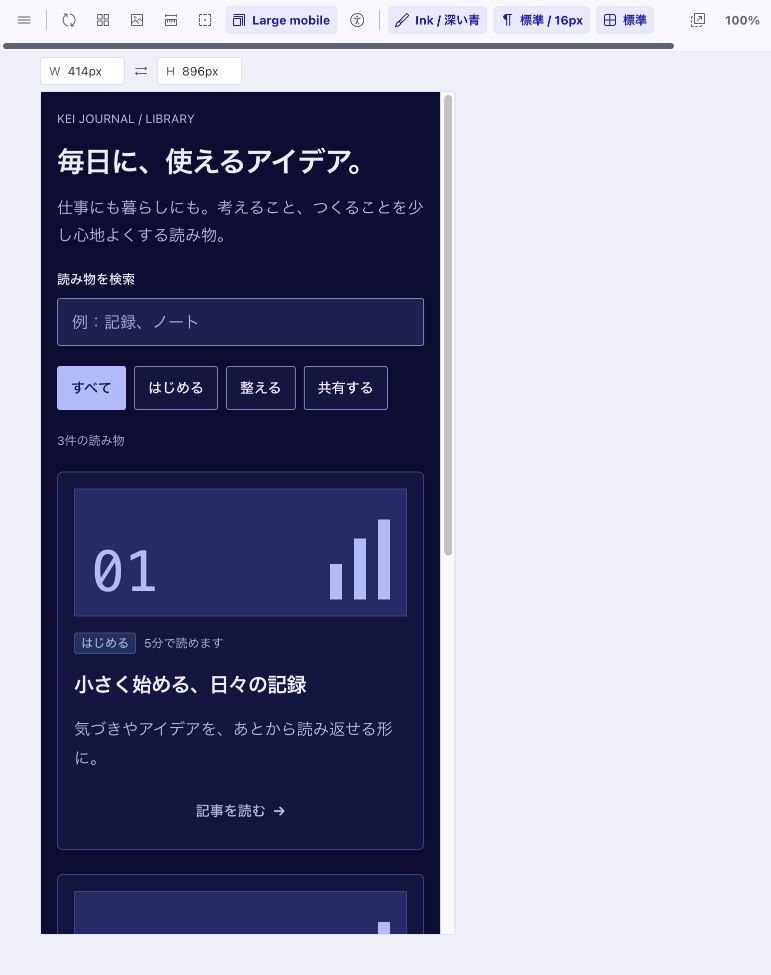 Large mobile
Ink / 深い青
標準 / 16px
標準
100%
W 414px
H 896px
KEI JOURNAL / LIBRARY
毎日に、使えるアイデア。
仕事にも暮らしにも。考えること、つくることを少
し心地よくする読み物。
読み物を検索
例：記録、ノート
すべて
はじめる
整える
共有する
3件の読み物
01
はじめる 5分で読めます
小さく始める、日々の記録
気づきやアイデアを、あとから読み返せる形
に。
記事を読む →